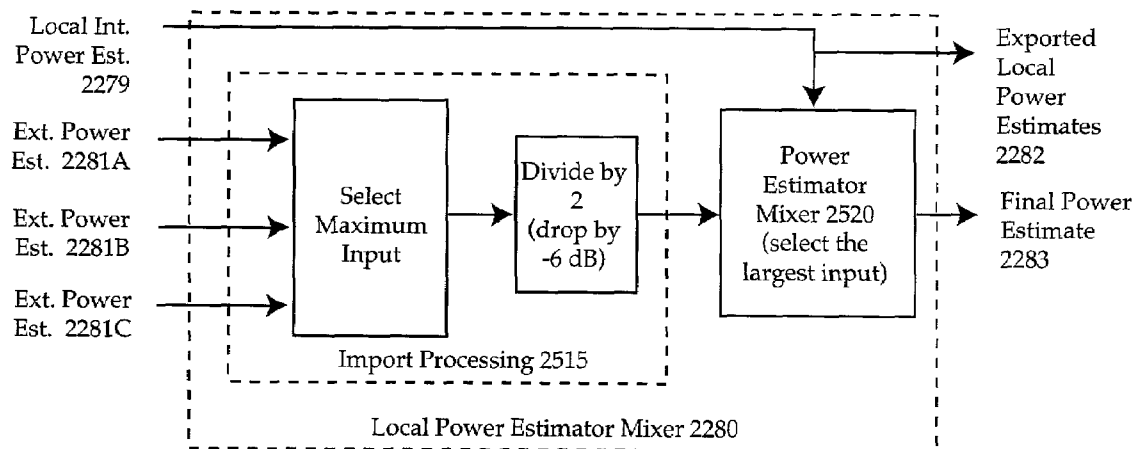 Local Int.
Power Est.
2279
Ext. Power
Est. 2281A
Ext. Power
Est. 2281B
Ext. Power
Est. 2281C
Select
Maximum
Input
Divide by
2
(drop by
-6 dB)
Import Processing 2515
Power
Estimator
Mixer 2520
(select the
largest input)
Local Power Estimator Mixer 2280
Exported
Local
Power
Estimates
2282
Final Power
Estimate
2283